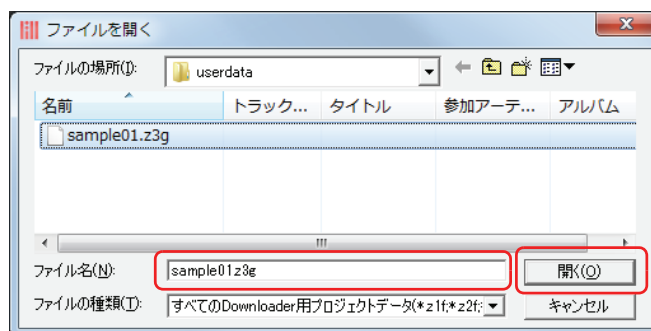 ファイルを開く
ファイルの場所(I):
userdata
名前 トラック... タイトル 参加アーテ... アルバム
sample01.z3g
ファイル名(N): sample01z3g 開く(O)
ファイルの種類(T): すべてのDownloader用プロジェクトデータ(*z1f;*z2f; キャンセル